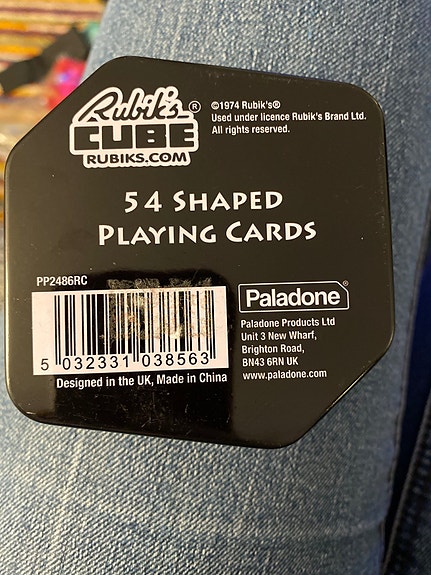 Rubik's®
CUBE
RUBIKS.COM
©1974 Rubik's®
Used under licence Rubik's Brand Ltd.
All rights reserved.
54 SHAPED
PLAYING CARDS
PP2486RC
5 032331 038563
Designed in the UK, Made in China
Paladone®
Paladone Products Ltd
Unit 3 New Wharf,
Brighton Road,
BN43 6RN UK
www.paladone.com